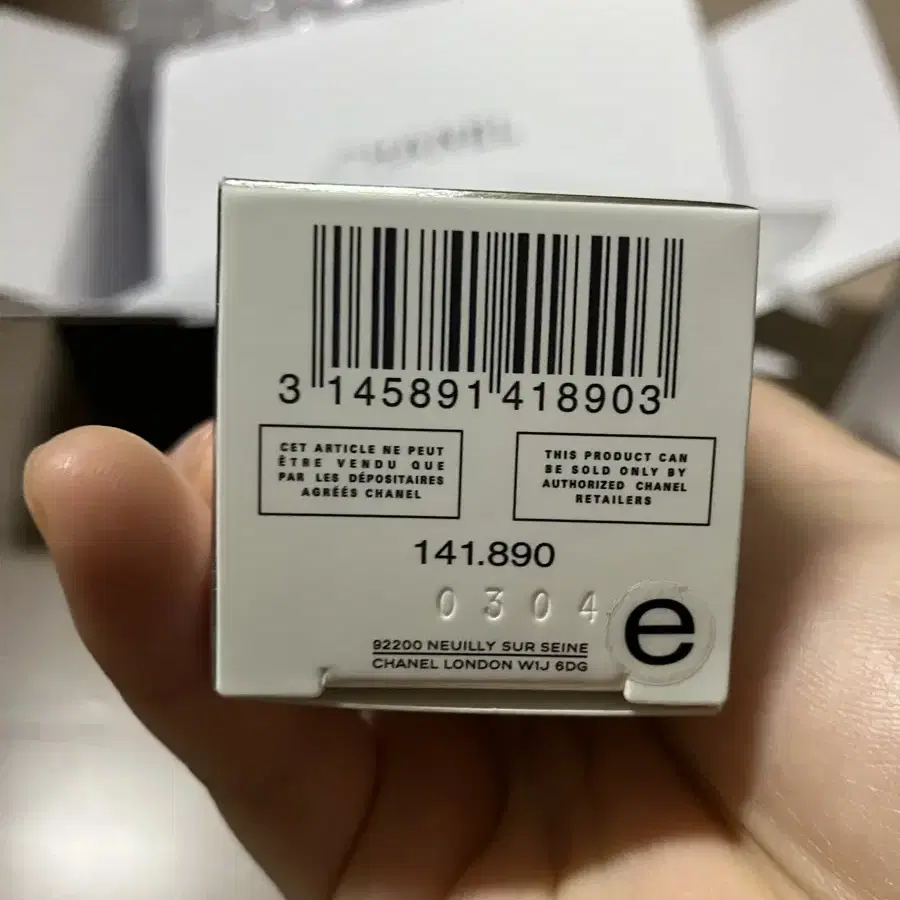 CHANEL
3 145891 418903
CET ARTICLE NE PEUT
ÊTRE VENDU QUE
PAR LES DÉPOSITAIRES
AGRÉÉS CHANEL
THIS PRODUCT CAN
BE SOLD ONLY BY
AUTHORIZED CHANEL
RETAILERS
141.890
0304
e
92200 NEUILLY SUR SEINE
CHANEL LONDON W1J 6DG